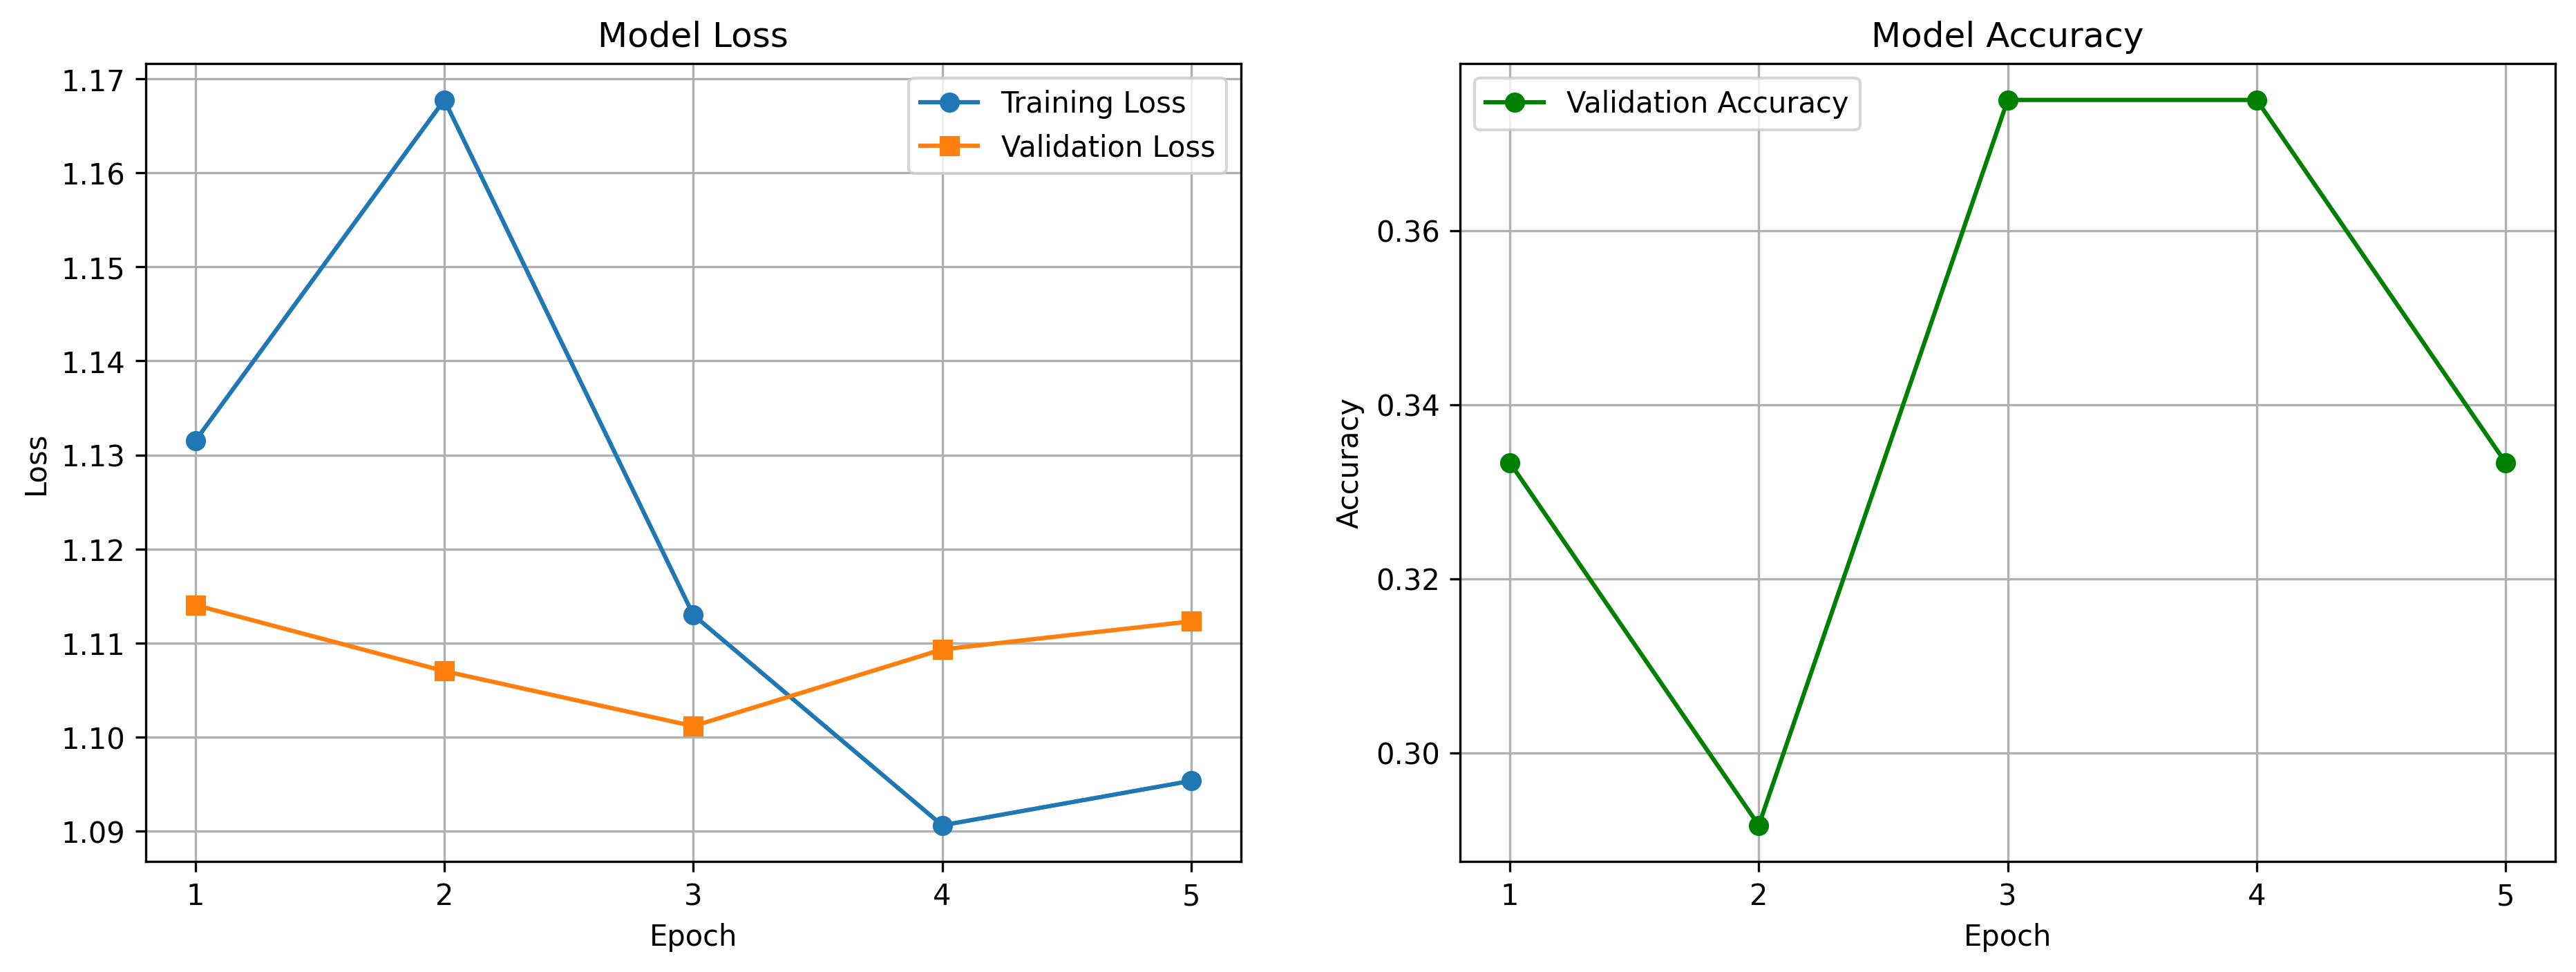 Model Loss
1.17
1.16
1.15
1.14
1.13
1.12
1.11
1.10
1.09
Loss
Training Loss
Validation Loss
1 2 3 4 5
Epoch
Model Accuracy
0.36
0.34
0.32
0.30
Accuracy
Validation Accuracy
1 2 3 4 5
Epoch